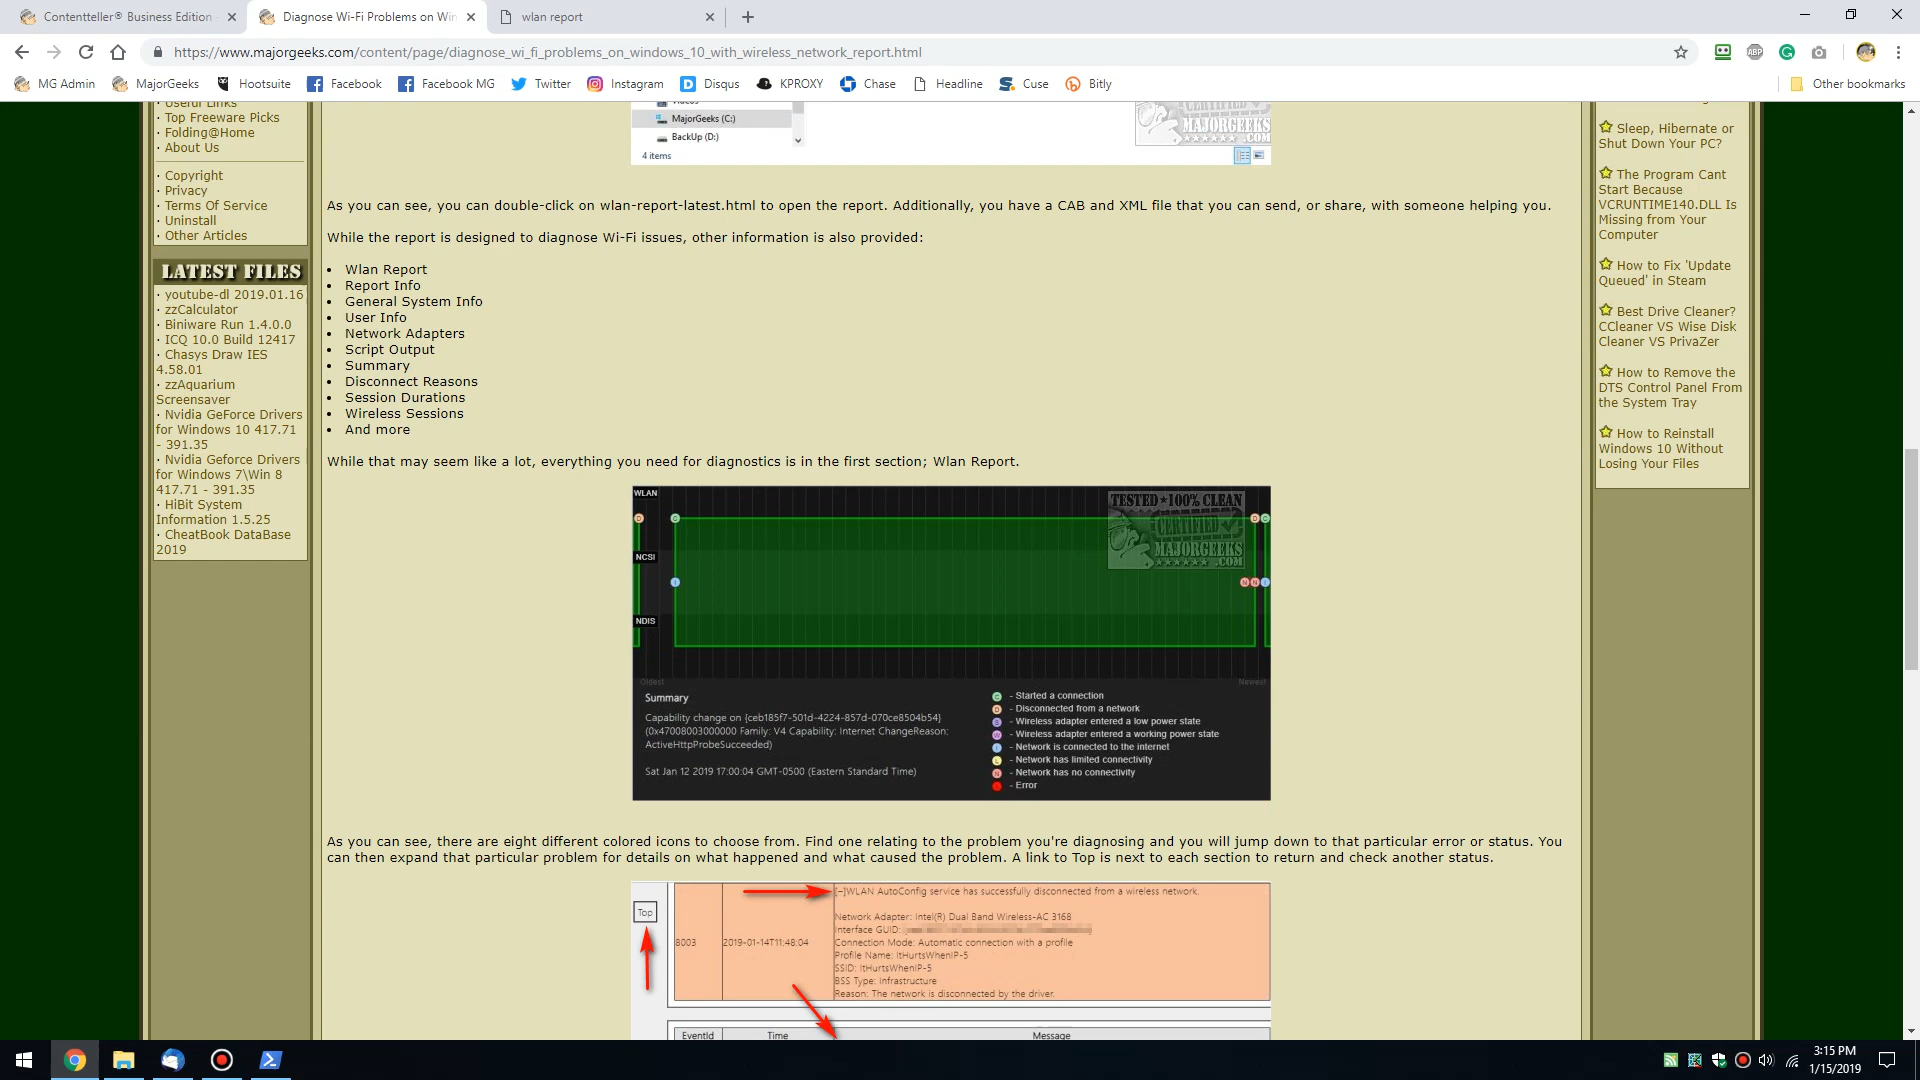 Contentteller® Business Edition
Diagnose Wi-Fi Problems on Win
wlan report
https://www.majorgeeks.com/content/page/diagnose_wi_fi_problems_on_windows_10_with_wireless_network_report.html
ABP
MG Admin
MajorGeeks
Hootsuite
Facebook
Facebook MG
Twitter
Instagram
Disqus
KPROXY
Chase
Headline
Cuse
Bitly
Other bookmarks
· Useful Links
· Top Freeware Picks
· Folding@Home
· About Us
· Copyright
· Privacy
· Terms Of Service
· Uninstall
· Other Articles
LATEST FILES
· youtube-dl 2019.01.16
· zzCalculator
· Biniware Run 1.4.0.0
· ICQ 10.0 Build 12417
· Chasys Draw IES
4.58.01
· zzAquarium
Screensaver
· Nvidia GeForce Drivers
for Windows 10 417.71
- 391.35
· Nvidia Geforce Drivers
for Windows 7\Win 8
417.71 - 391.35
· HiBit System
Information 1.5.25
· CheatBook DataBase
2019
Videos
MajorGeeks (C:)
BackUp (D:)
4 items
CERTIFIED
MAJORGEEKS
.COM
As you can see, you can double-click on wlan-report-latest.html to open the report. Additionally, you have a CAB and XML file that you can send, or share, with someone helping you.
While the report is designed to diagnose Wi-Fi issues, other information is also provided:
• Wlan Report
• Report Info
• General System Info
• User Info
• Network Adapters
• Script Output
• Summary
• Disconnect Reasons
• Session Durations
• Wireless Sessions
• And more
While that may seem like a lot, everything you need for diagnostics is in the first section; Wlan Report.
WLAN
TESTED★100% CLEAN
CERTIFIED
MAJORGEEKS
.COM
D
C
D
C
NCSI
I
N
N
I
NDIS
Oldest
Newest
Summary
Capability change on {ceb185f7-501d-4224-857d-070ce8504b54}
(0x47008003000000 Family: V4 Capability: Internet ChangeReason:
ActiveHttpProbeSucceeded)
Sat Jan 12 2019 17:00:04 GMT-0500 (Eastern Standard Time)
C - Started a connection
D - Disconnected from a network
S - Wireless adapter entered a low power state
W - Wireless adapter entered a working power state
I - Network is connected to the internet
L - Network has limited connectivity
N - Network has no connectivity
- Error
As you can see, there are eight different colored icons to choose from. Find one relating to the problem you're diagnosing and you will jump down to that particular error or status. You
can then expand that particular problem for details on what happened and what caused the problem. A link to Top is next to each section to return and check another status.
Top
8003
2019-01-14T11:48:04
[-]WLAN AutoConfig service has successfully disconnected from a wireless network.
Network Adapter: Intel(R) Dual Band Wireless-AC 3168
Interface GUID:
Connection Mode: Automatic connection with a profile
Profile Name: ItHurtsWhenIP-5
SSID: ItHurtsWhenIP-5
BSS Type: Infrastructure
Reason: The network is disconnected by the driver.
EventId
Time
Message
Sleep, Hibernate or
Shut Down Your PC?
The Program Cant
Start Because
VCRUNTIME140.DLL Is
Missing from Your
Computer
How to Fix 'Update
Queued' in Steam
Best Drive Cleaner?
CCleaner VS Wise Disk
Cleaner VS PrivaZer
How to Remove the
DTS Control Panel From
the System Tray
How to Reinstall
Windows 10 Without
Losing Your Files
3:15 PM
1/15/2019